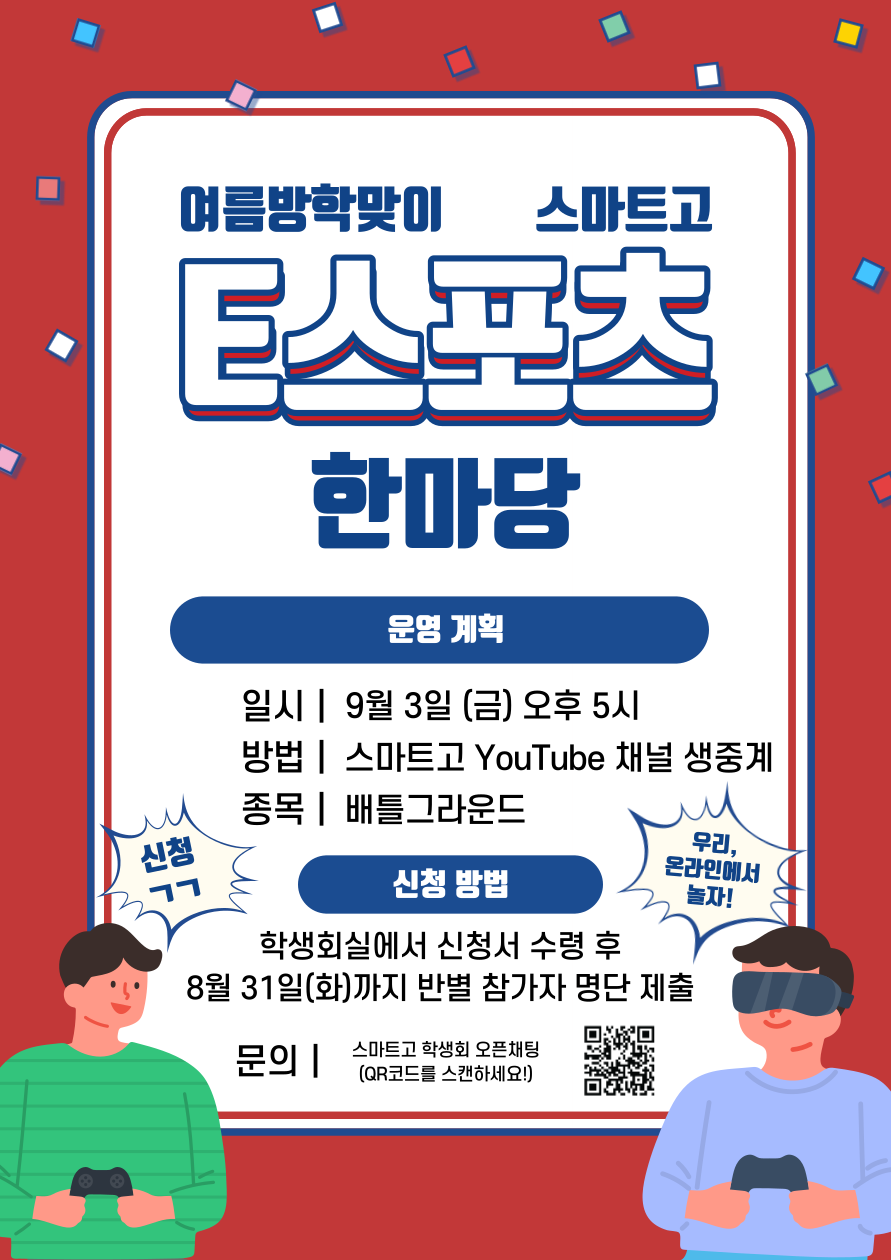 여름방학맞이 스마트고
E스포츠
한마당
운영 계획
일시 | 9월 3일 (금) 오후 5시
방법 | 스마트고 YouTube 채널 생중계
종목 | 배틀그라운드
신청
ㄱㄱ
우리,
온라인에서
놀자!
신청 방법
학생회실에서 신청서 수령 후
8월 31일(화)까지 반별 참가자 명단 제출
문의 | 스마트고 학생회 오픈채팅
(QR코드를 스캔하세요!)